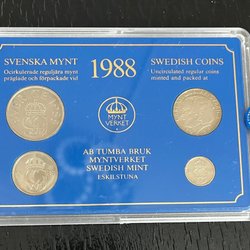 SVENSKA MYNT
Ocirkulerade reguljära mynt
präglade och förpackade vid
1988
SWEDISH COINS
Uncirculated regular coins
minted and packed at
MYNT
VERKET
AB TUMBA BRUK
MYNTVERKET
SWEDISH MINT
ESKILSTUNA